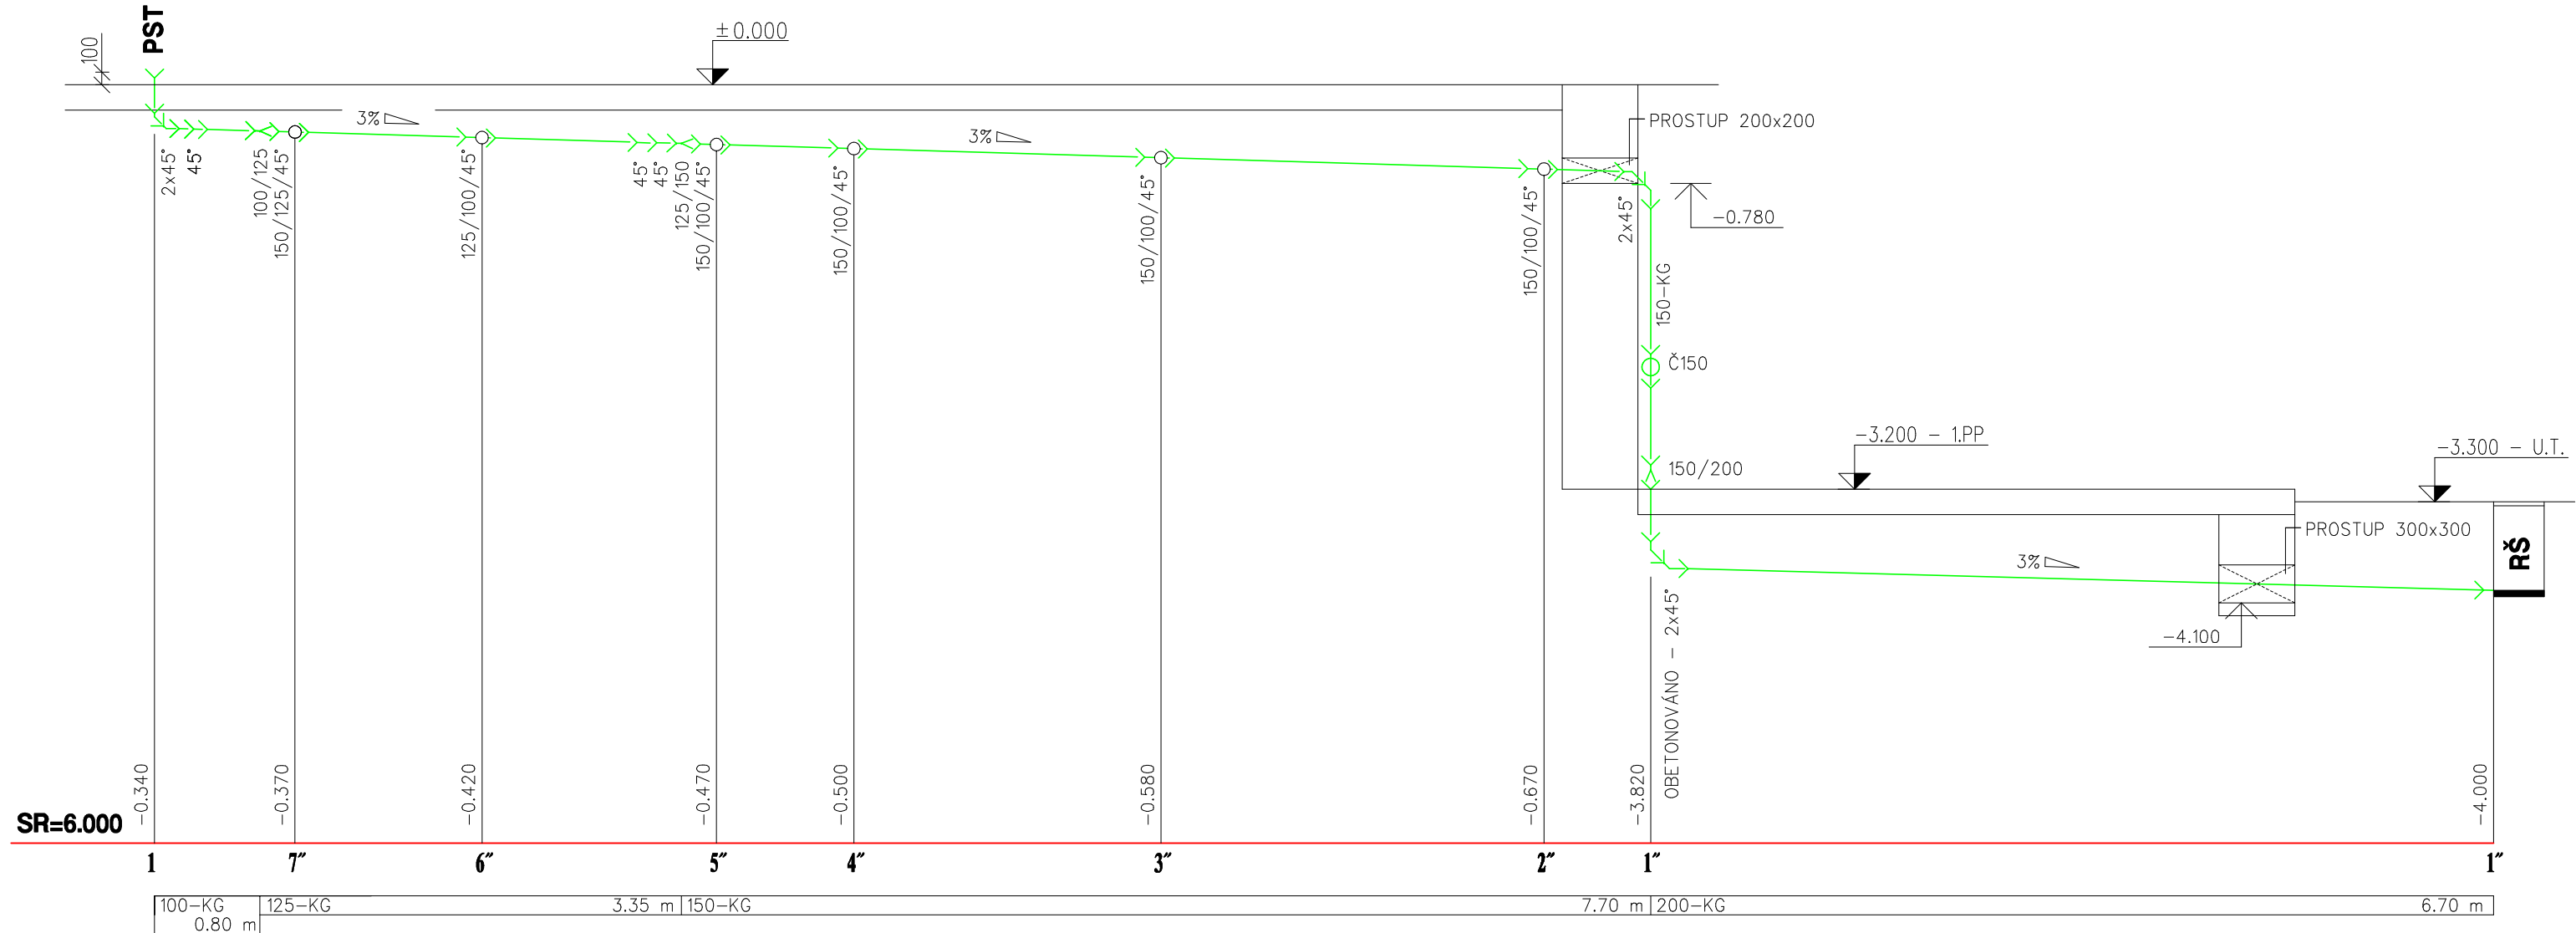 PST
100
±0.000
3%
3%
PROSTUP 200x200
2x45°
45°
100/125
150/125/45°
125/100/45°
45°
45°
125/150
150/100/45°
150/100/45°
150/100/45°
150/100/45°
2x45°
-0.780
150-KG
Č150
150/200
-3.200 - 1.PP
-3.300 - U.T.
PROSTUP 300x300
RŠ
3%
-4.100
OBETONOVÁNO - 2x45°
-0.340
-0.370
-0.420
-0.470
-0.500
-0.580
-0.670
-3.820
-4.000
SR=6.000
1
7"
6"
5"
4"
3"
2"
1"
1"
100-KG
0.80 m
125-KG
3.35 m
150-KG
7.70 m
200-KG
6.70 m